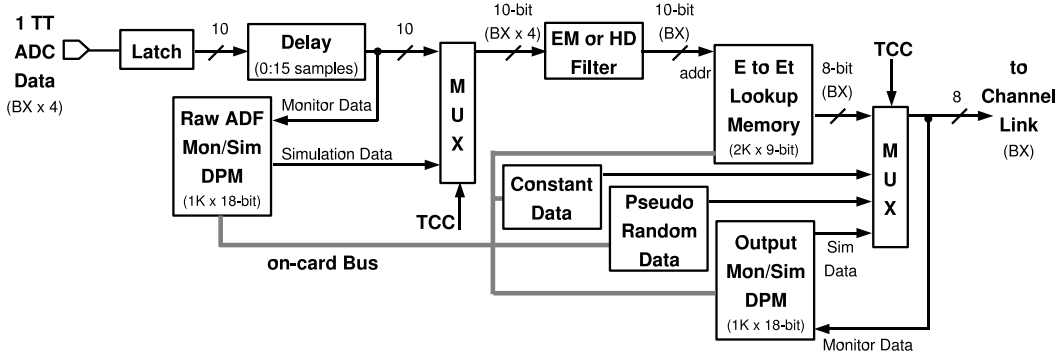 1 TT
ADC
Data
(BX x 4)
Latch
10
Delay
(0:15 samples)
10
M
U
X
10-bit
(BX x 4)
EM or HD
Filter
10-bit
(BX)
addr
E to Et
Lookup
Memory
(2K x 9-bit)
8-bit
(BX)
TCC
M
U
X
8
to
Channel
Link
(BX)
Monitor Data
Raw ADF
Mon/Sim
DPM
(1K x 18-bit)
Simulation Data
TCC
on-card Bus
Constant
Data
Pseudo
Random
Data
Output
Mon/Sim
DPM
(1K x 18-bit)
Sim
Data
Monitor Data